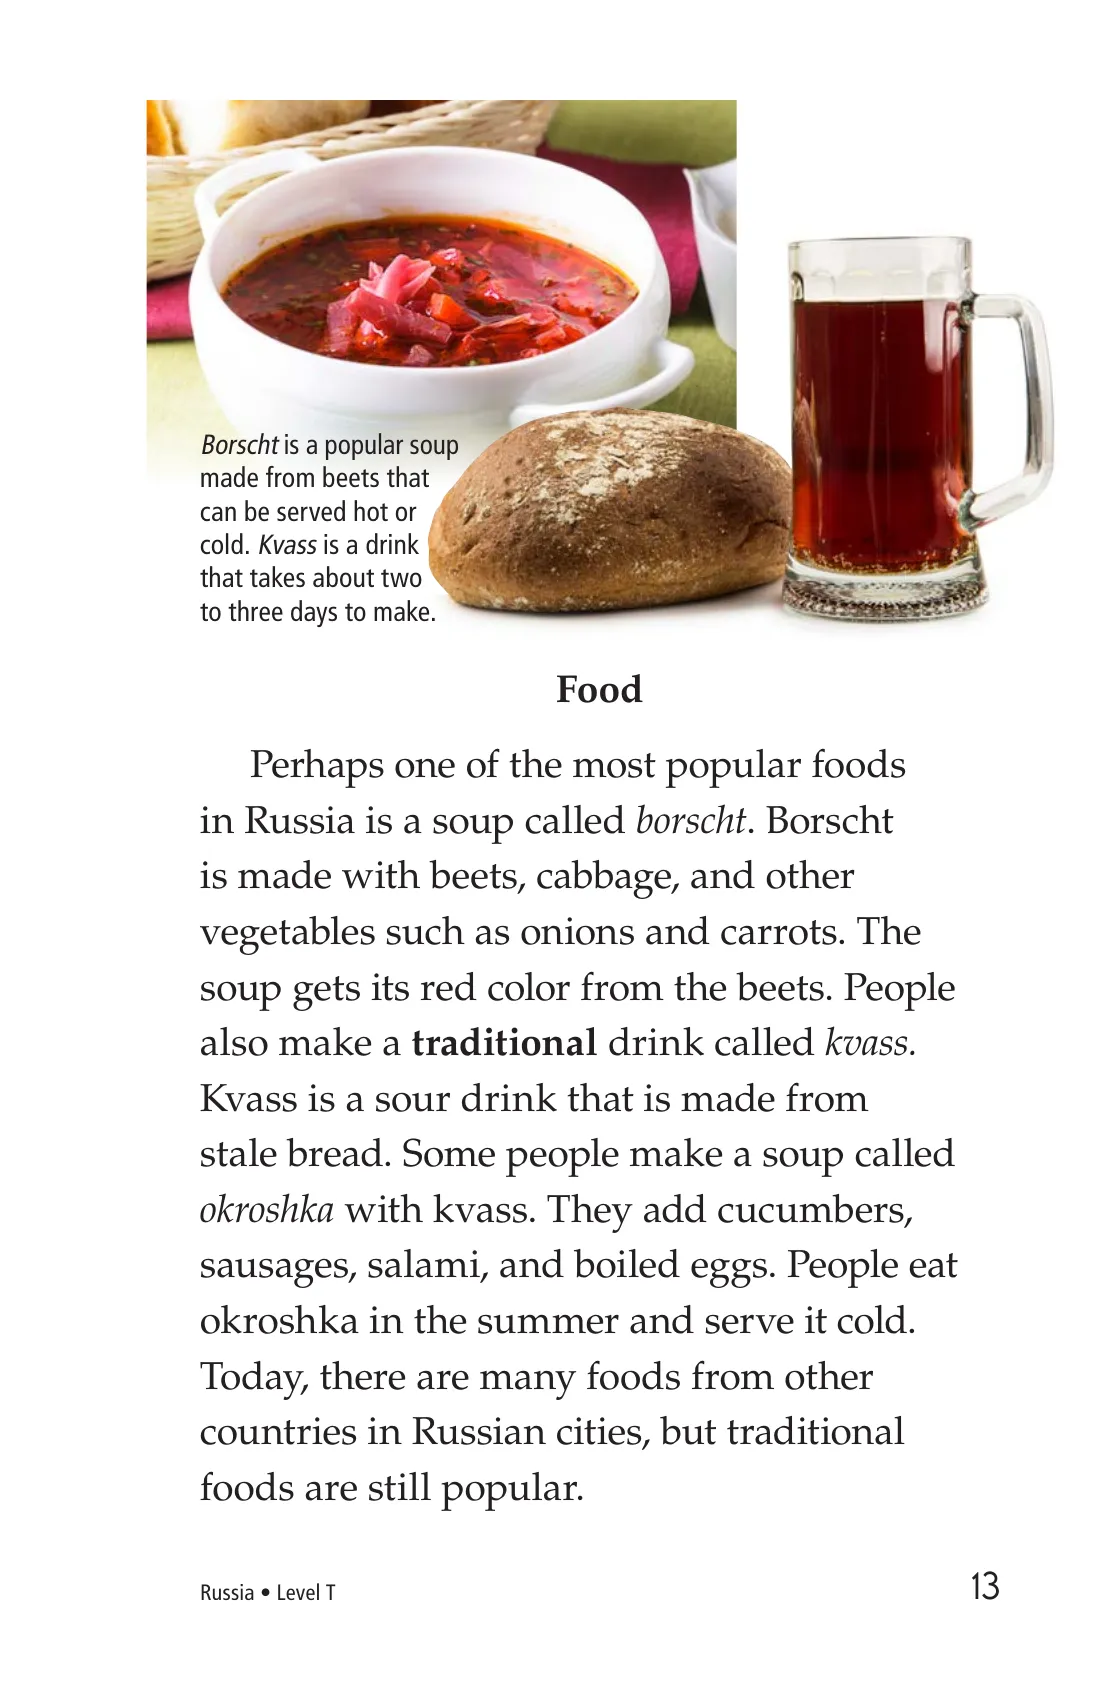 Borscht is a popular soup
made from beets that
can be served hot or
cold. Kvass is a drink
that takes about two
to three days to make.
Food
Perhaps one of the most popular foods
in Russia is a soup called borscht. Borscht
is made with beets, cabbage, and other
vegetables such as onions and carrots. The
soup gets its red color from the beets. People
also make a traditional drink called kvass.
Kvass is a sour drink that is made from
stale bread. Some people make a soup called
okroshka with kvass. They add cucumbers,
sausages, salami, and boiled eggs. People eat
okroshka in the summer and serve it cold.
Today, there are many foods from other
countries in Russian cities, but traditional
foods are still popular.
Russia • Level T
13